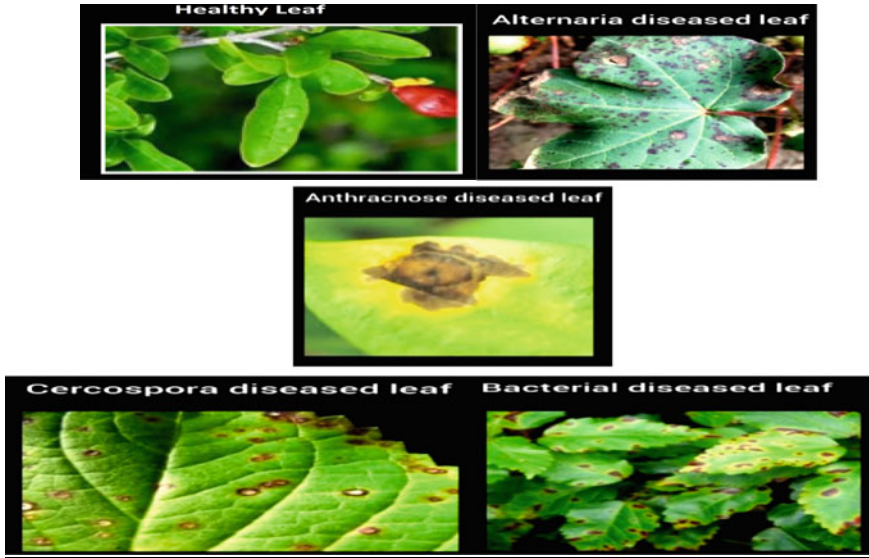 Healthy Leaf
Alternaria diseased leaf
Anthracnose diseased leaf
Cercospora diseased leaf
Bacterial diseased leaf